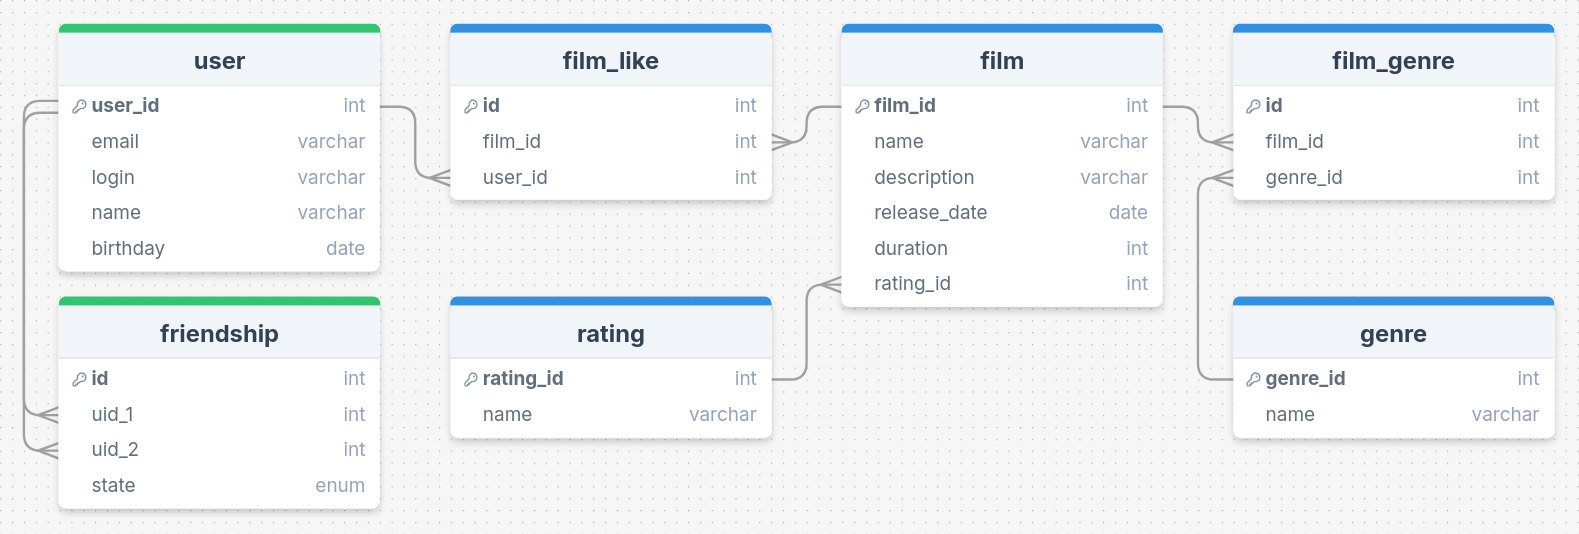 user
user_id int
email varchar
login varchar
name varchar
birthday date
film_like
id int
film_id int
user_id int
film
film_id int
name varchar
description varchar
release_date date
duration int
rating_id int
film_genre
id int
film_id int
genre_id int
friendship
id int
uid_1 int
uid_2 int
state enum
rating
rating_id int
name varchar
genre
genre_id int
name varchar